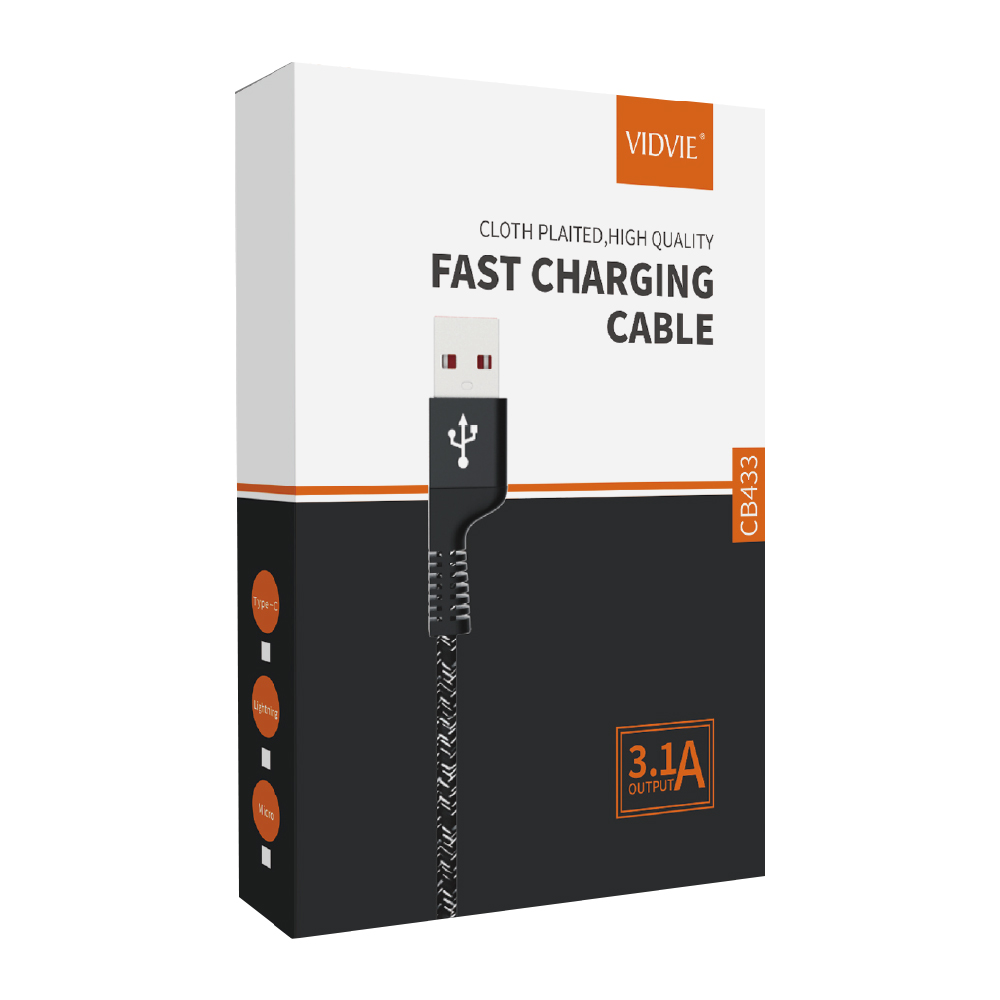 VIDVIE®
CLOTH PLAITED,HIGH QUALITY
FAST CHARGING
CABLE
CB433
Type-C
Lightning
Micro
3.1A
OUTPUT